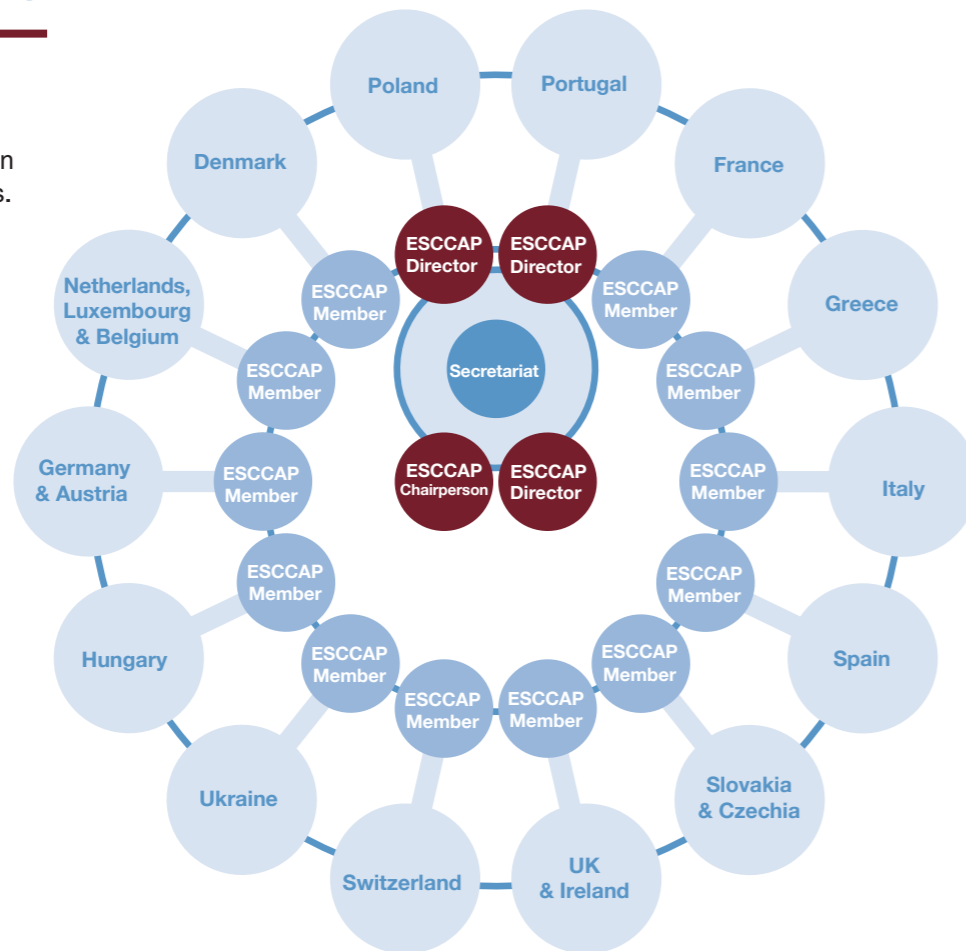 n
s.
Poland
Portugal
Denmark
France
ESCCAP
Director
ESCCAP
Director
Netherlands,
Luxembourg
& Belgium
ESCCAP
Member
ESCCAP
Member
Greece
ESCCAP
Member
Secretariat
ESCCAP
Member
Germany
& Austria
ESCCAP
Member
ESCCAP
Chairperson
ESCCAP
Director
ESCCAP
Member
Italy
ESCCAP
Member
ESCCAP
Member
Hungary
Spain
ESCCAP
Member
ESCCAP
Member
ESCCAP
Member
ESCCAP
Member
Ukraine
Slovakia
& Czechia
Switzerland
UK
& Ireland